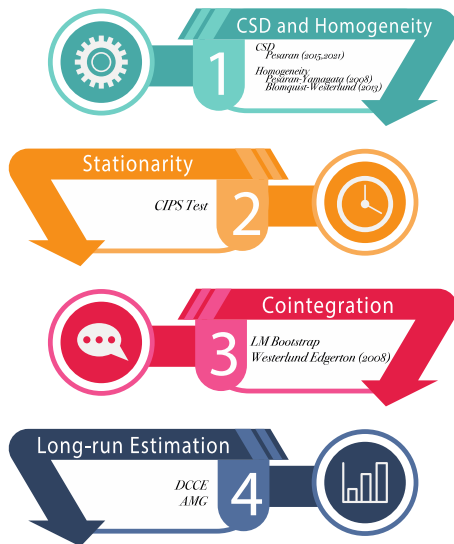 CSD and Homogeneity
1
CSD
Pesaran (2015,2021)
Homogeneity
Pesaran-Yamagata (2008)
Blomquist-Westerlund (2013)
Stationarity
CIPS Test
2
Cointegration
3
LM Bootstrap
Westerlund Edgerton (2008)
Long-run Estimation
DCCE
AMG
4